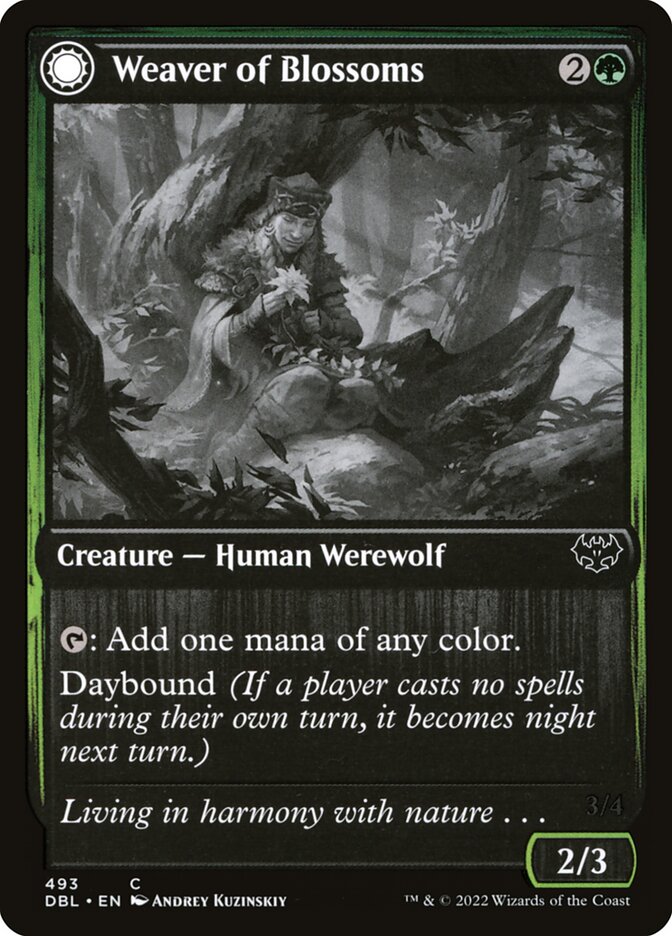 Weaver of Blossoms 2
Creature — Human Werewolf
: Add one mana of any color.
Daybound (If a player casts no spells
during their own turn, it becomes night
next turn.)
Living in harmony with nature . . .
3/4
2/3
493 C
DBL • EN Andrey Kuzinskiy
™ & © 2022 Wizards of the Coast